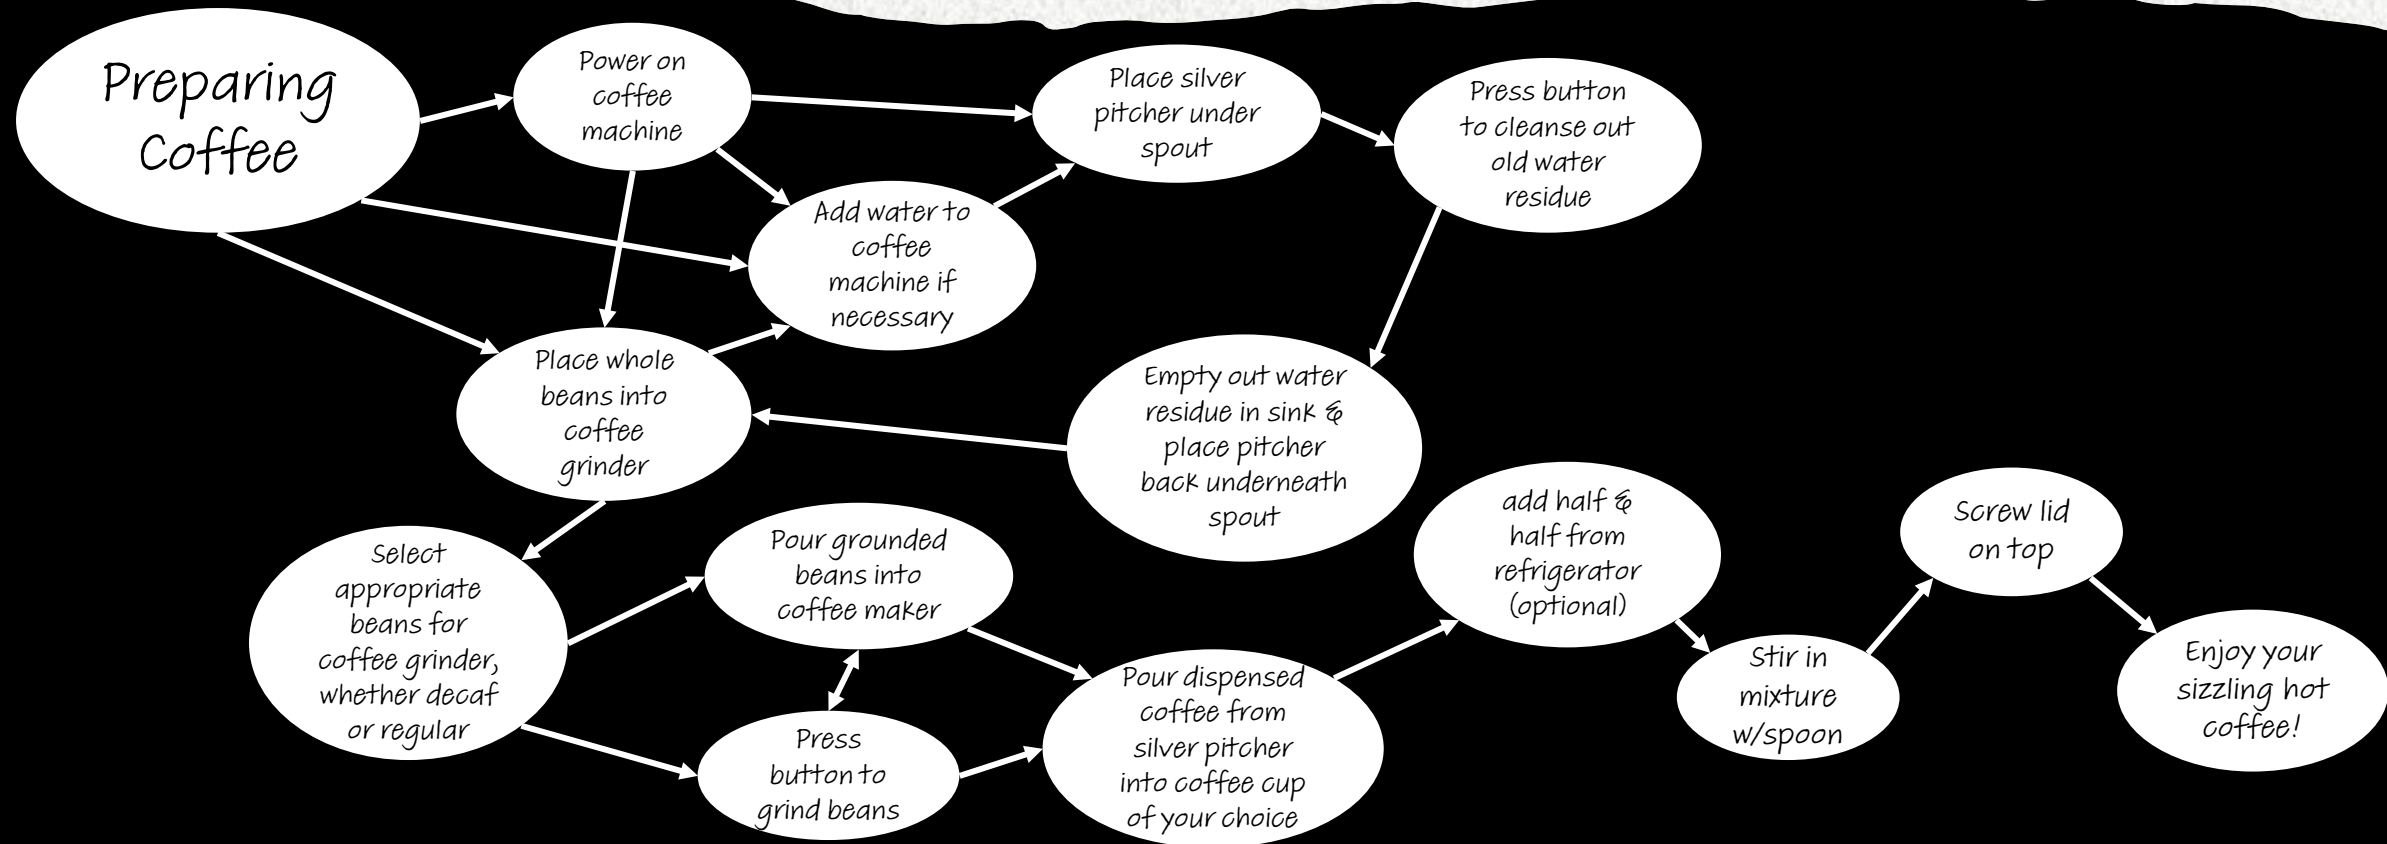 Preparing
Coffee
Power on
coffee
machine
Place silver
pitcher under
spout
Press button
to cleanse out
old water
residue
Add water to
coffee
machine if
necessary
Place whole
beans into
coffee
grinder
Empty out water
residue in sink &
place pitcher
back underneath
spout
Select
appropriate
beans for
coffee grinder,
whether decaf
or regular
Pour grounded
beans into
coffee maker
Press
button to
grind beans
Pour dispensed
coffee from
silver pitcher
into coffee cup
of your choice
add half &
half from
refrigerator
(optional)
Stir in
mixture
w/spoon
Screw lid
on top
Enjoy your
sizzling hot
coffee!